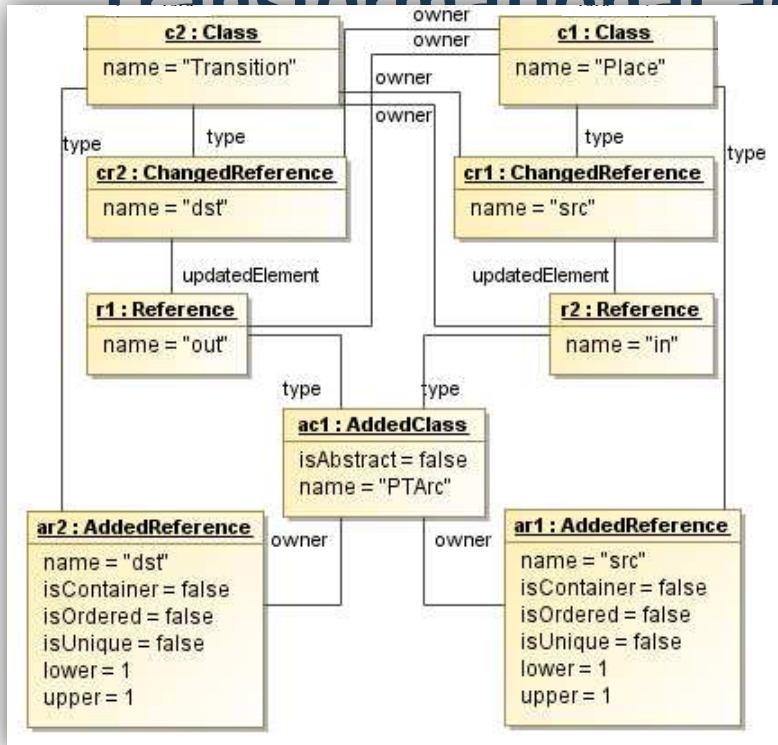 owner
c2 : Class
name = "Transition"
owner
c1 : Class
name = "Place"
owner
owner
type
type
type
type
cr2 : ChangedReference
name = "dst"
cr1 : ChangedReference
name = "src"
updatedElement
updatedElement
r1 : Reference
name = "out"
r2 : Reference
name = "in"
type
type
ac1 : AddedClass
isAbstract = false
name = "PTArc"
owner
owner
ar2 : AddedReference
name = "dst"
isContainer = false
isOrdered = false
isUnique = false
lower = 1
upper = 1
ar1 : AddedReference
name = "src"
isContainer = false
isOrdered = false
isUnique = false
lower = 1
upper = 1